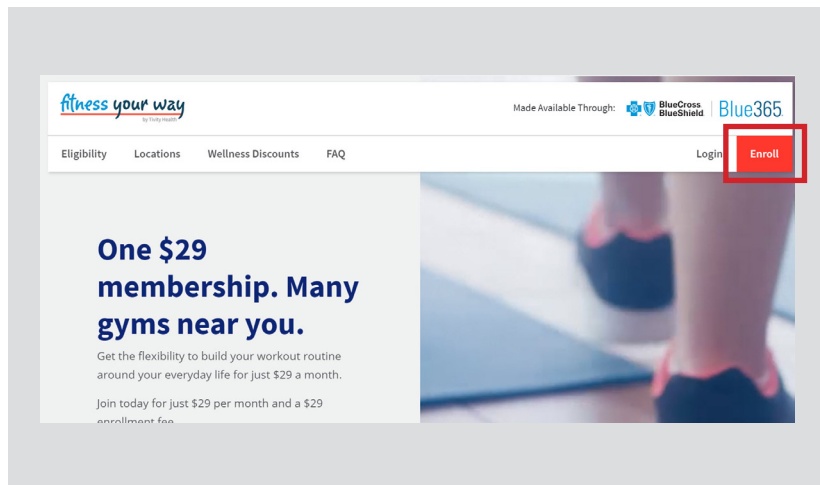 fitness your way
by Tivity Health
Made Available Through:
BlueCross
BlueShield
Blue365
Eligibility Locations Wellness Discounts FAQ Login Enroll
One $29
membership. Many
gyms near you.
Get the flexibility to build your workout routine
around your everyday life for just $29 a month.
Join today for just $29 per month and a $29
enrollment fee